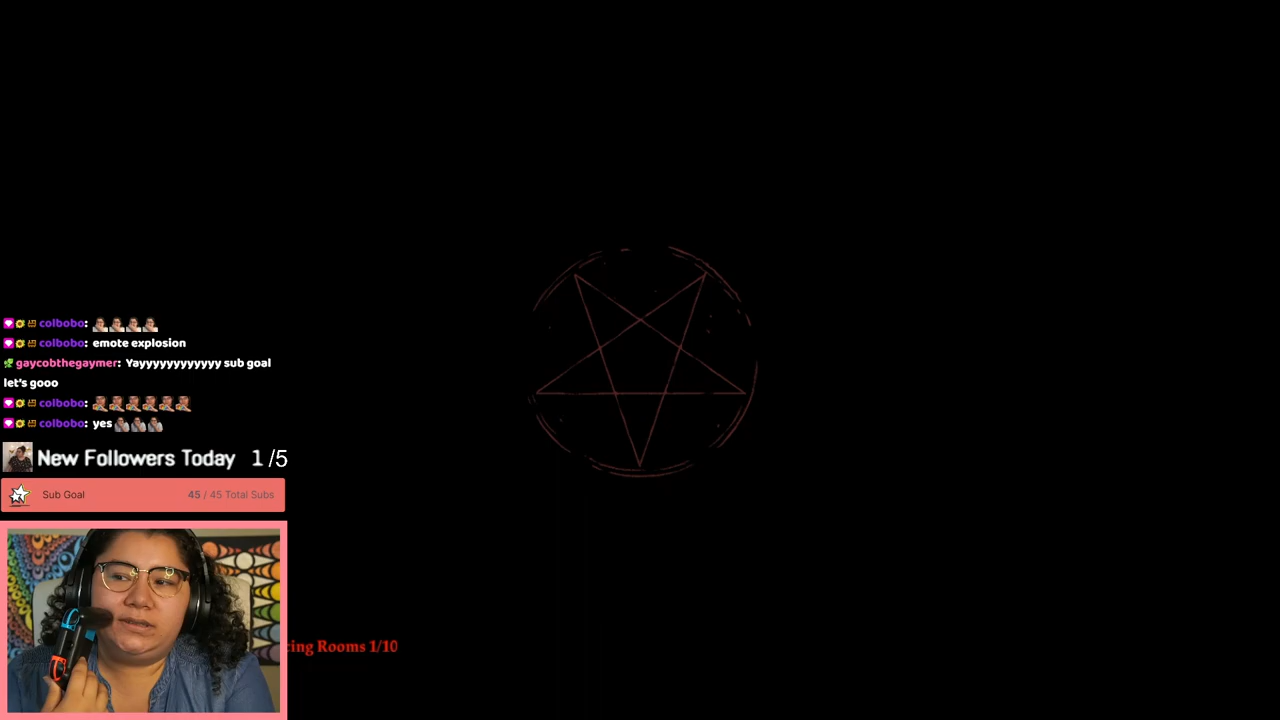 colbobo:
colbobo: emote explosion
gaycobthegaymer: Yayyyyyyyyyyyy sub goal
let's gooo
colbobo:
colbobo: yes
New Followers Today 1 /5
Sub Goal 45 / 45 Total Subs
Rooms 1/10